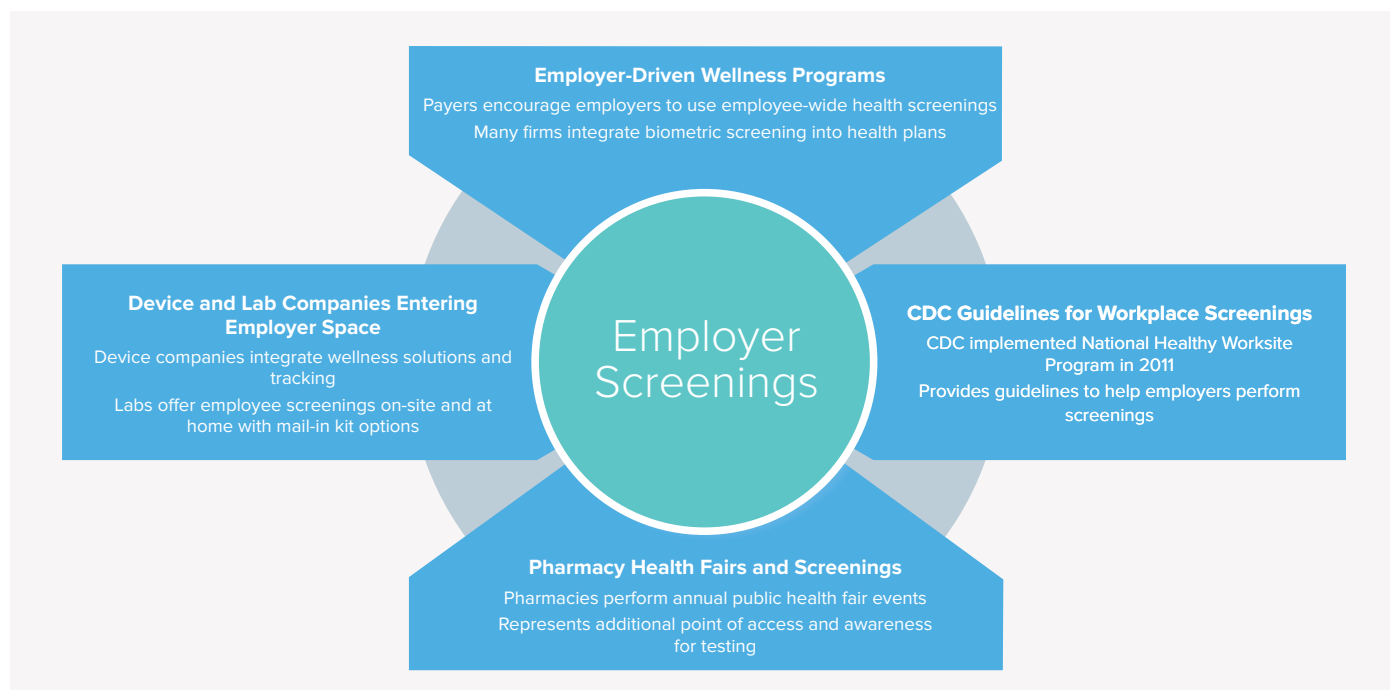 Employer-Driven Wellness Programs
Payers encourage employers to use employee-wide health screenings
Many firms integrate biometric screening into health plans
Device and Lab Companies Entering
Employer Space
Device companies integrate wellness solutions and
tracking
Labs offer employee screenings on-site and at
home with mail-in kit options
Employer
Screenings
CDC Guidelines for Workplace Screenings
CDC implemented National Healthy Worksite
Program in 2011
Provides guidelines to help employers perform
screenings
Pharmacy Health Fairs and Screenings
Pharmacies perform annual public health fair events
Represents additional point of access and awareness
for testing